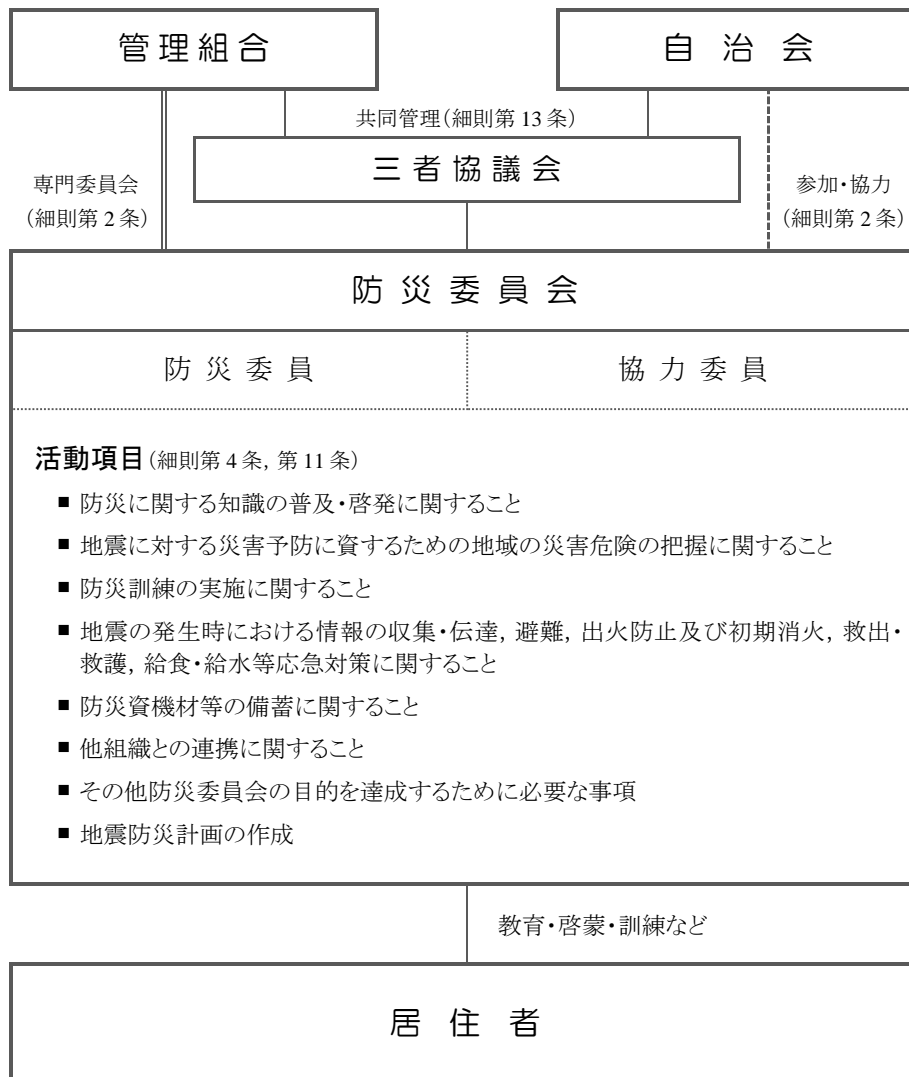 管理組合
自治会
共同管理(細則第13条)
三者協議会
専門委員会
(細則第2条)
参加・協力
(細則第2条)
防災委員会
防災委員
協力委員
活動項目(細則第4条, 第11条)
■ 防災に関する知識の普及・啓発に関すること
■ 地震に対する災害予防に資するための地域の災害危険の把握に関すること
■ 防災訓練の実施に関すること
■ 地震の発生時における情報の収集・伝達, 避難, 出火防止及び初期消火, 救出・
救護, 給食・給水等応急対策に関すること
■ 防災資機材等の備蓄に関すること
■ 他組織との連携に関すること
■ その他防災委員会の目的を達成するために必要な事項
■ 地震防災計画の作成
教育・啓蒙・訓練など
居住者